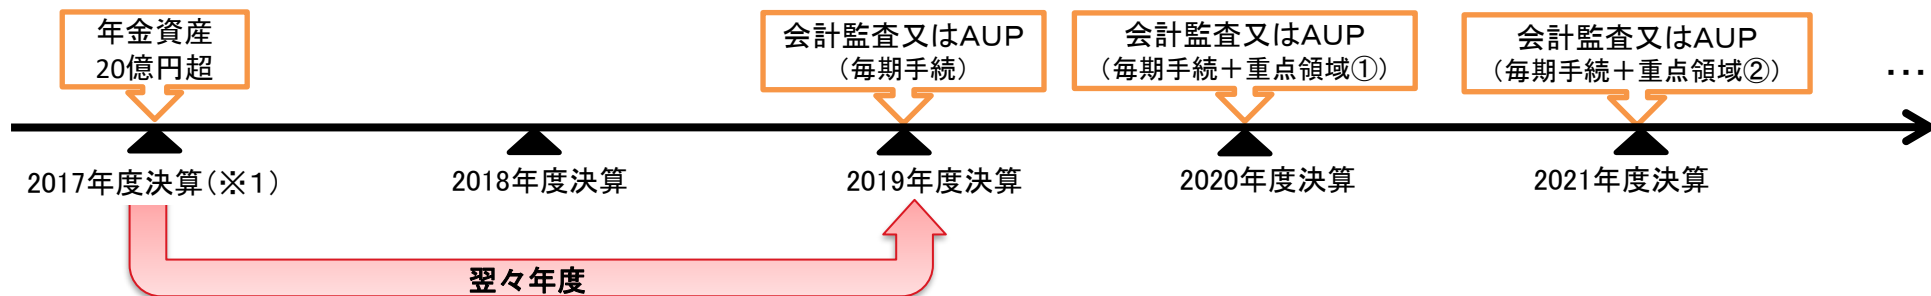 年金資産
20億円超
会計監査又はAUP
（毎期手続）
会計監査又はAUP
（毎期手続＋重点領域①）
会計監査又はAUP
（毎期手続＋重点領域②）
…
2017年度決算（※１）
2018年度決算
2019年度決算
2020年度決算
2021年度決算
翌々年度